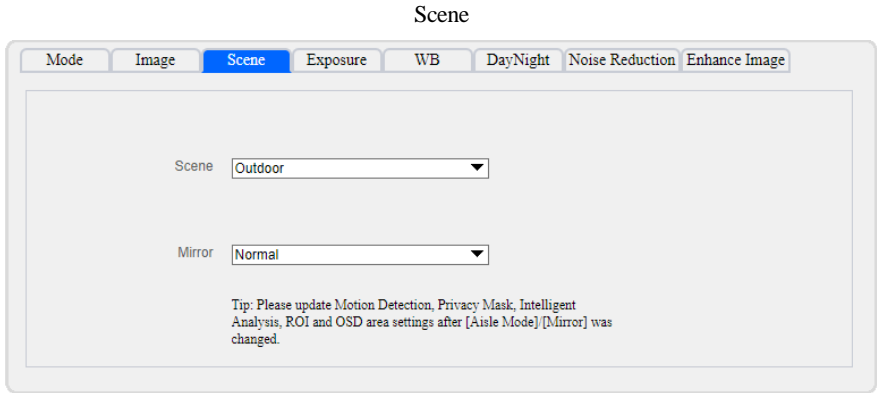 Scene
Mode Image Scene Exposure WB DayNight Noise Reduction Enhance Image
Scene Outdoor
Mirror Normal
Tip: Please update Motion Detection, Privacy Mask, Intelligent
Analysis, ROI and OSD area settings after [Aisle Mode]/[Mirror] was
changed.